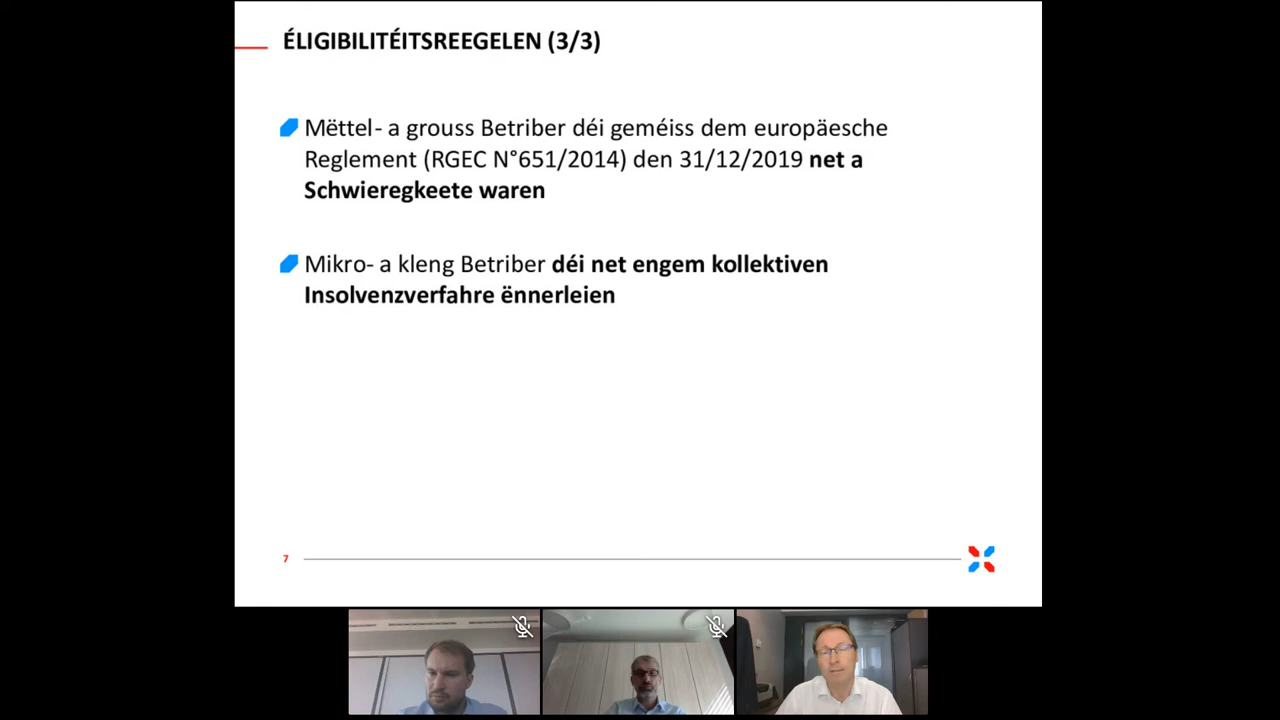 ÉLIGIBILITÉITSREEGELEN (3/3)
Mëttel- a grouss Betriber déi geméiss dem europäesche
Reglement (RGEC N°651/2014) den 31/12/2019 net a
Schwieregkeete waren
Mikro- a kleng Betriber déi net engem kollektiven
Insolvenzverfahre ënnerleien
7